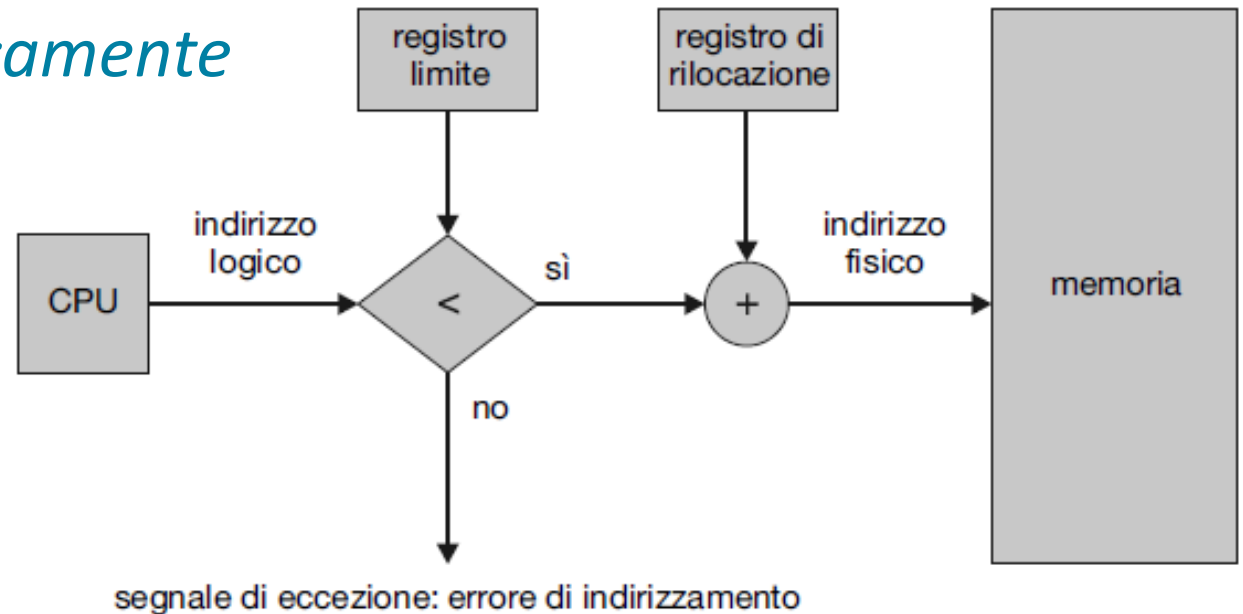 registro
limite
registro di
rilocazione
indirizzo
logico
CPU
<
sì
+
indirizzo
fisico
memoria
no
segnale di eccezione: errore di indirizzamento